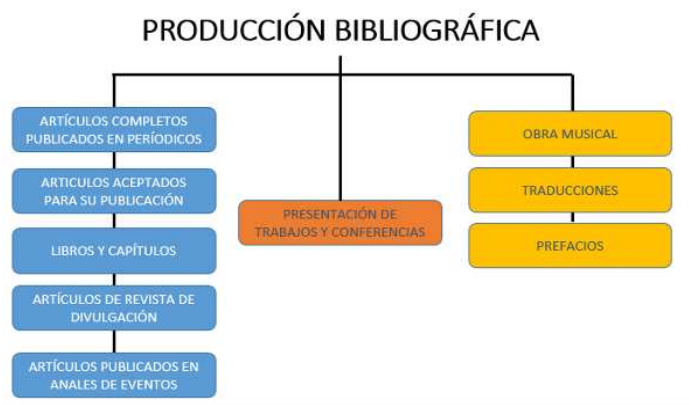 PRODUCCIÓN BIBLIOGRÁFICA
ARTÍCULOS COMPLETOS
PUBLICADOS EN PERÍODICOS
ARTICULOS ACEPTADOS
PARA SU PUBLICACIÓN
LIBROS Y CAPÍTULOS
ARTÍCULOS DE REVISTA DE
DIVULGACIÓN
ARTÍCULOS PUBLICADOS EN
ANALES DE EVENTOS
PRESENTACIÓN DE
TRABAJOS Y CONFERENCIAS
OBRA MUSICAL
TRADUCCIONES
PREFACIOS